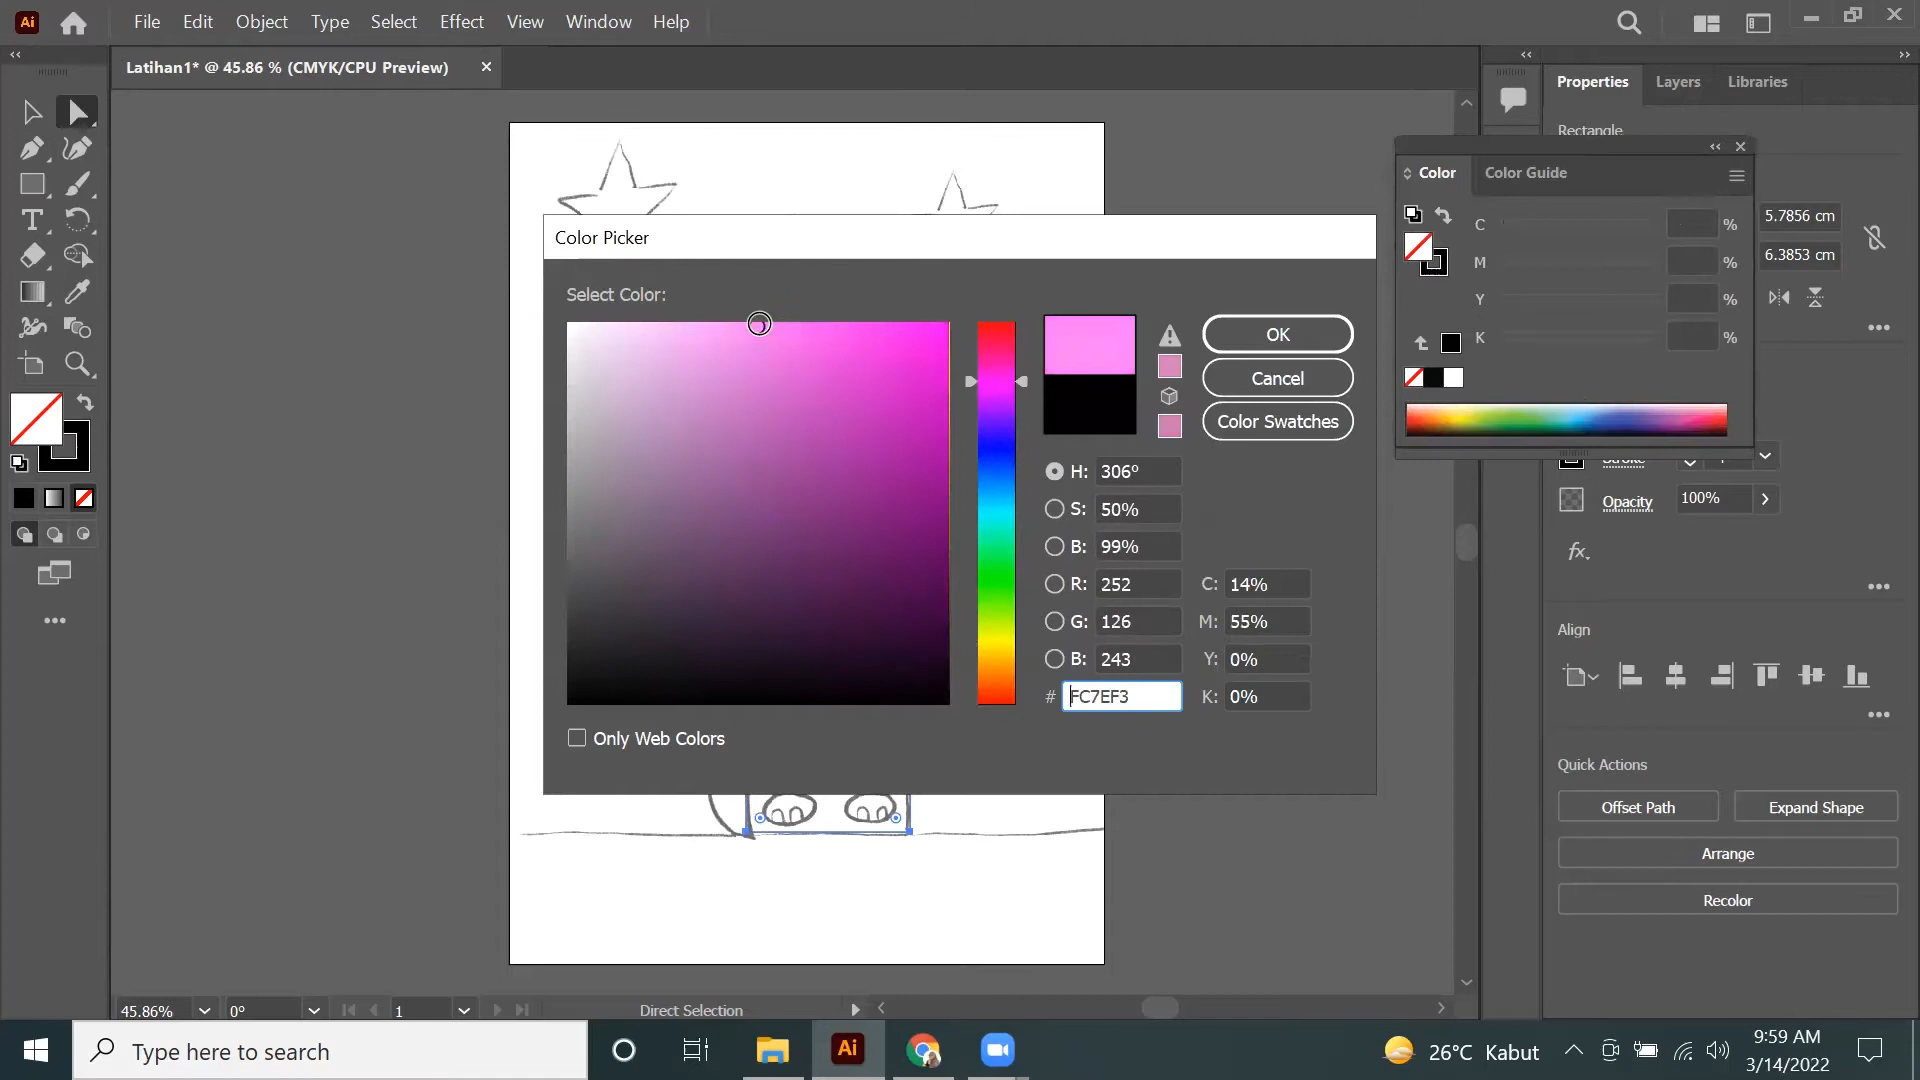 Ai File Edit Object Type Select Effect View Window Help
Latihan1* @ 45.86 % (CMYK/CPU Preview) ×
Properties Layers Libraries
Rectangle
Color Color Guide
C %
M %
Y %
K %
5.7856 cm
6.3853 cm
Color Picker
Select Color:
OK
Cancel
Color Swatches
H: 306º
S: 50%
B: 99%
R: 252 C: 14%
G: 126 M: 55%
B: 243 Y: 0%
# FC7EF3 K: 0%
Only Web Colors
Stroke
Opacity 100%
fx.
Align
Quick Actions
Offset Path Expand Shape
Arrange
Recolor
45.86% 0° 1 Direct Selection
Type here to search
Ai
26°C Kabut
9:59 AM
3/14/2022